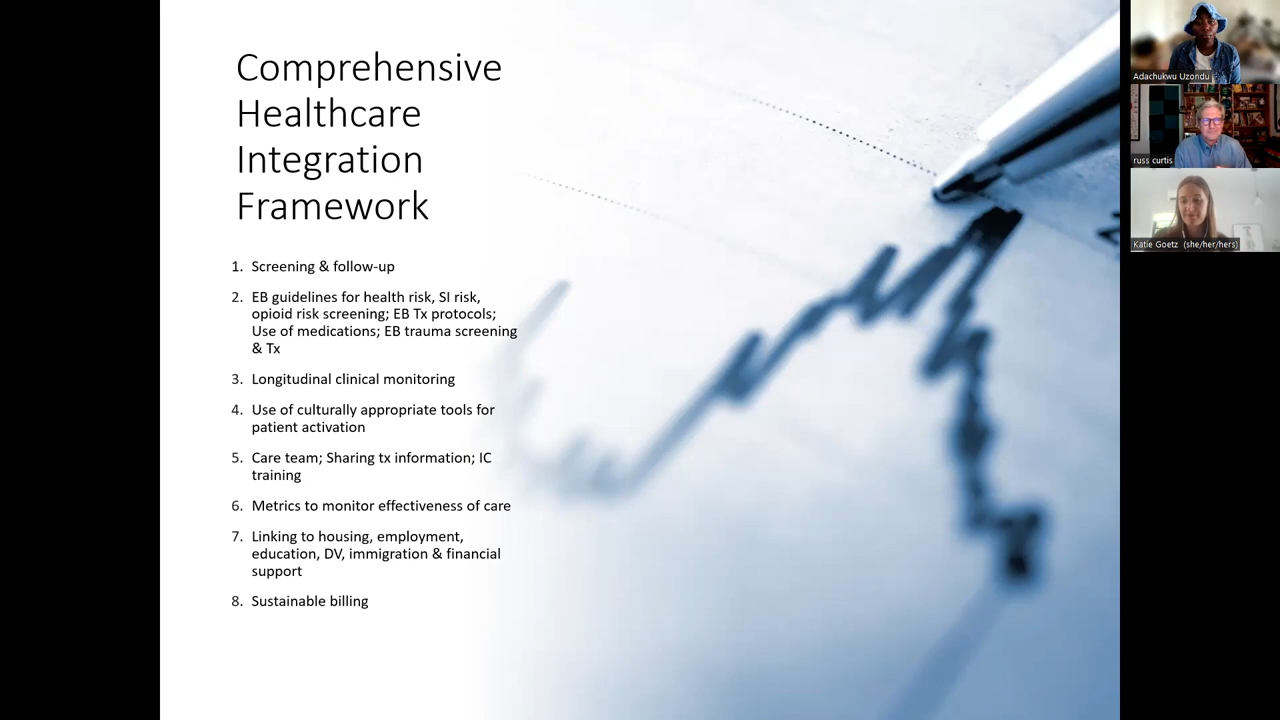 Comprehensive
Healthcare
Integration
Framework
1. Screening & follow-up
2. EB guidelines for health risk, SI risk,
opioid risk screening; EB Tx protocols;
Use of medications; EB trauma screening
& Tx
3. Longitudinal clinical monitoring
4. Use of culturally appropriate tools for
patient activation
5. Care team; Sharing tx information; IC
training
6. Metrics to monitor effectiveness of care
7. Linking to housing, employment,
education, DV, immigration & financial
support
8. Sustainable billing
Adachukwu Uzondu
russ curtis
Katie Goetz (she/her/hers)